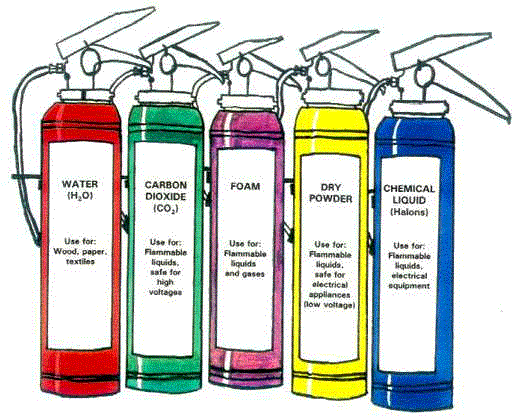 WATER
(H₂O)
Use for:
Wood, paper,
textiles
CARBON
DIOXIDE
(CO₂)
Use for:
Flammable
liquids,
safe for
high
voltages
FOAM
Use for:
Flammable
liquids
and gases
DRY
POWDER
Use for:
Flammable
liquids,
safe for
electrical
appliances
(low voltage)
CHEMICAL
LIQUID
(Halons)
Use for:
Flammable
liquids,
electrical
equipment